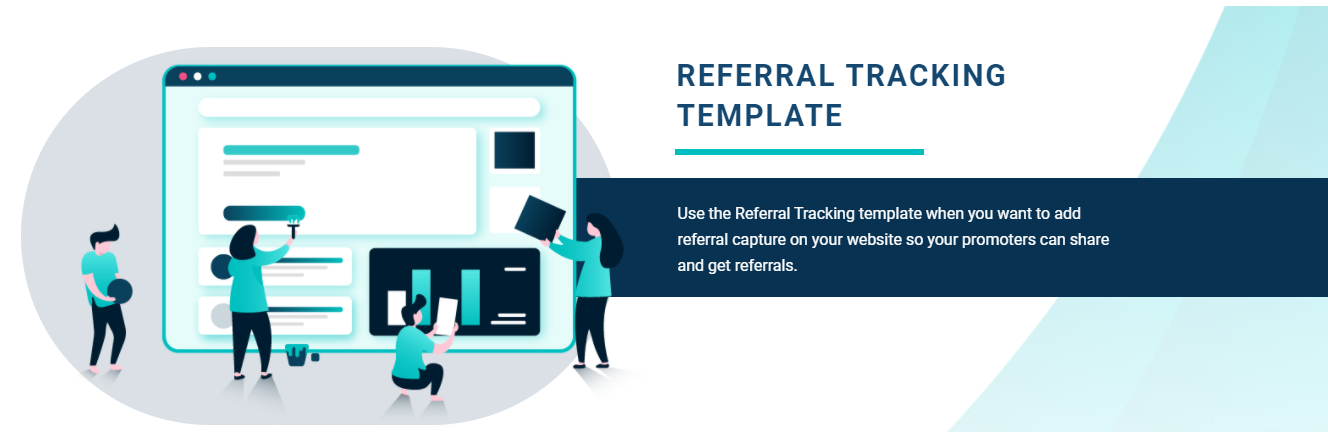 REFERRAL TRACKING
TEMPLATE
Use the Referral Tracking template when you want to add
referral capture on your website so your promoters can share
and get referrals.